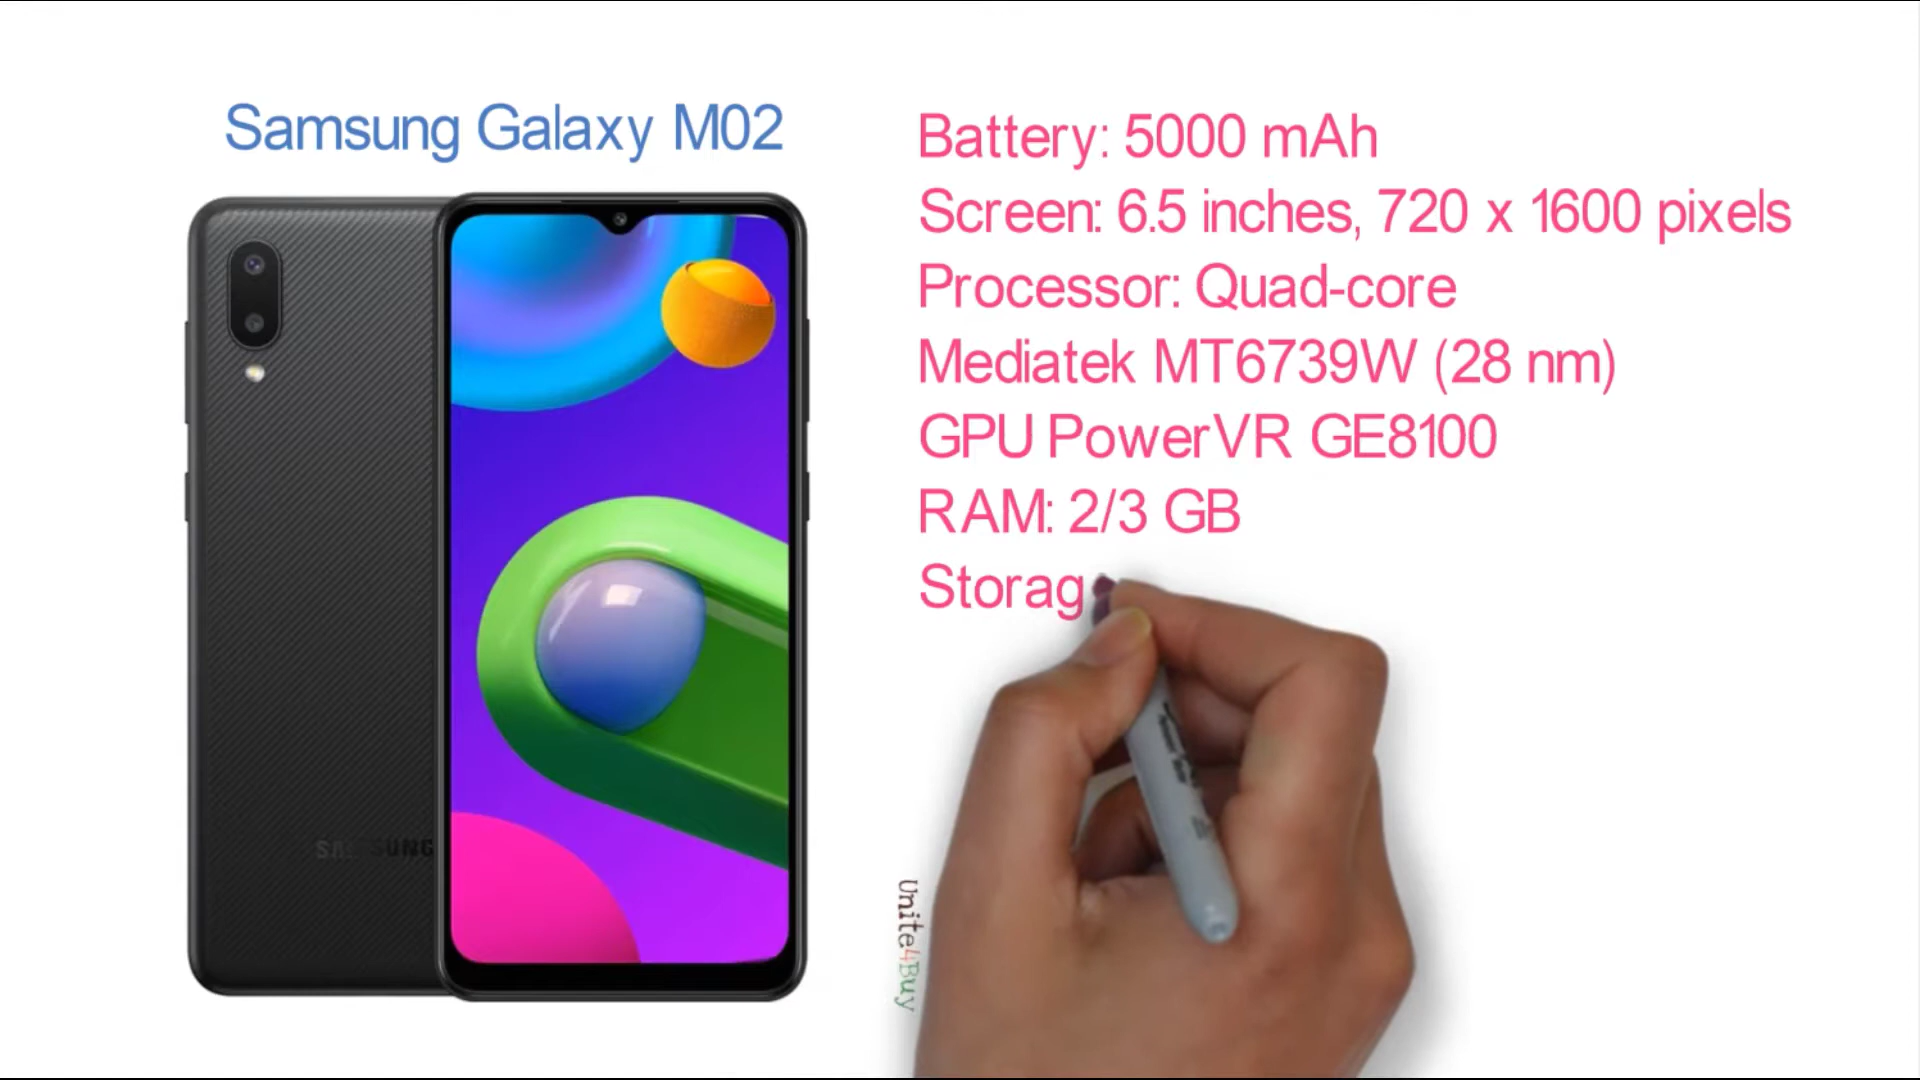 Samsung Galaxy M02
Battery: 5000 mAh
Screen: 6.5 inches, 720 x 1600 pixels
Processor: Quad-core
Mediatek MT6739W (28 nm)
GPU PowerVR GE8100
RAM: 2/3 GB
Storag
SAMSUNG
Unite4Buy